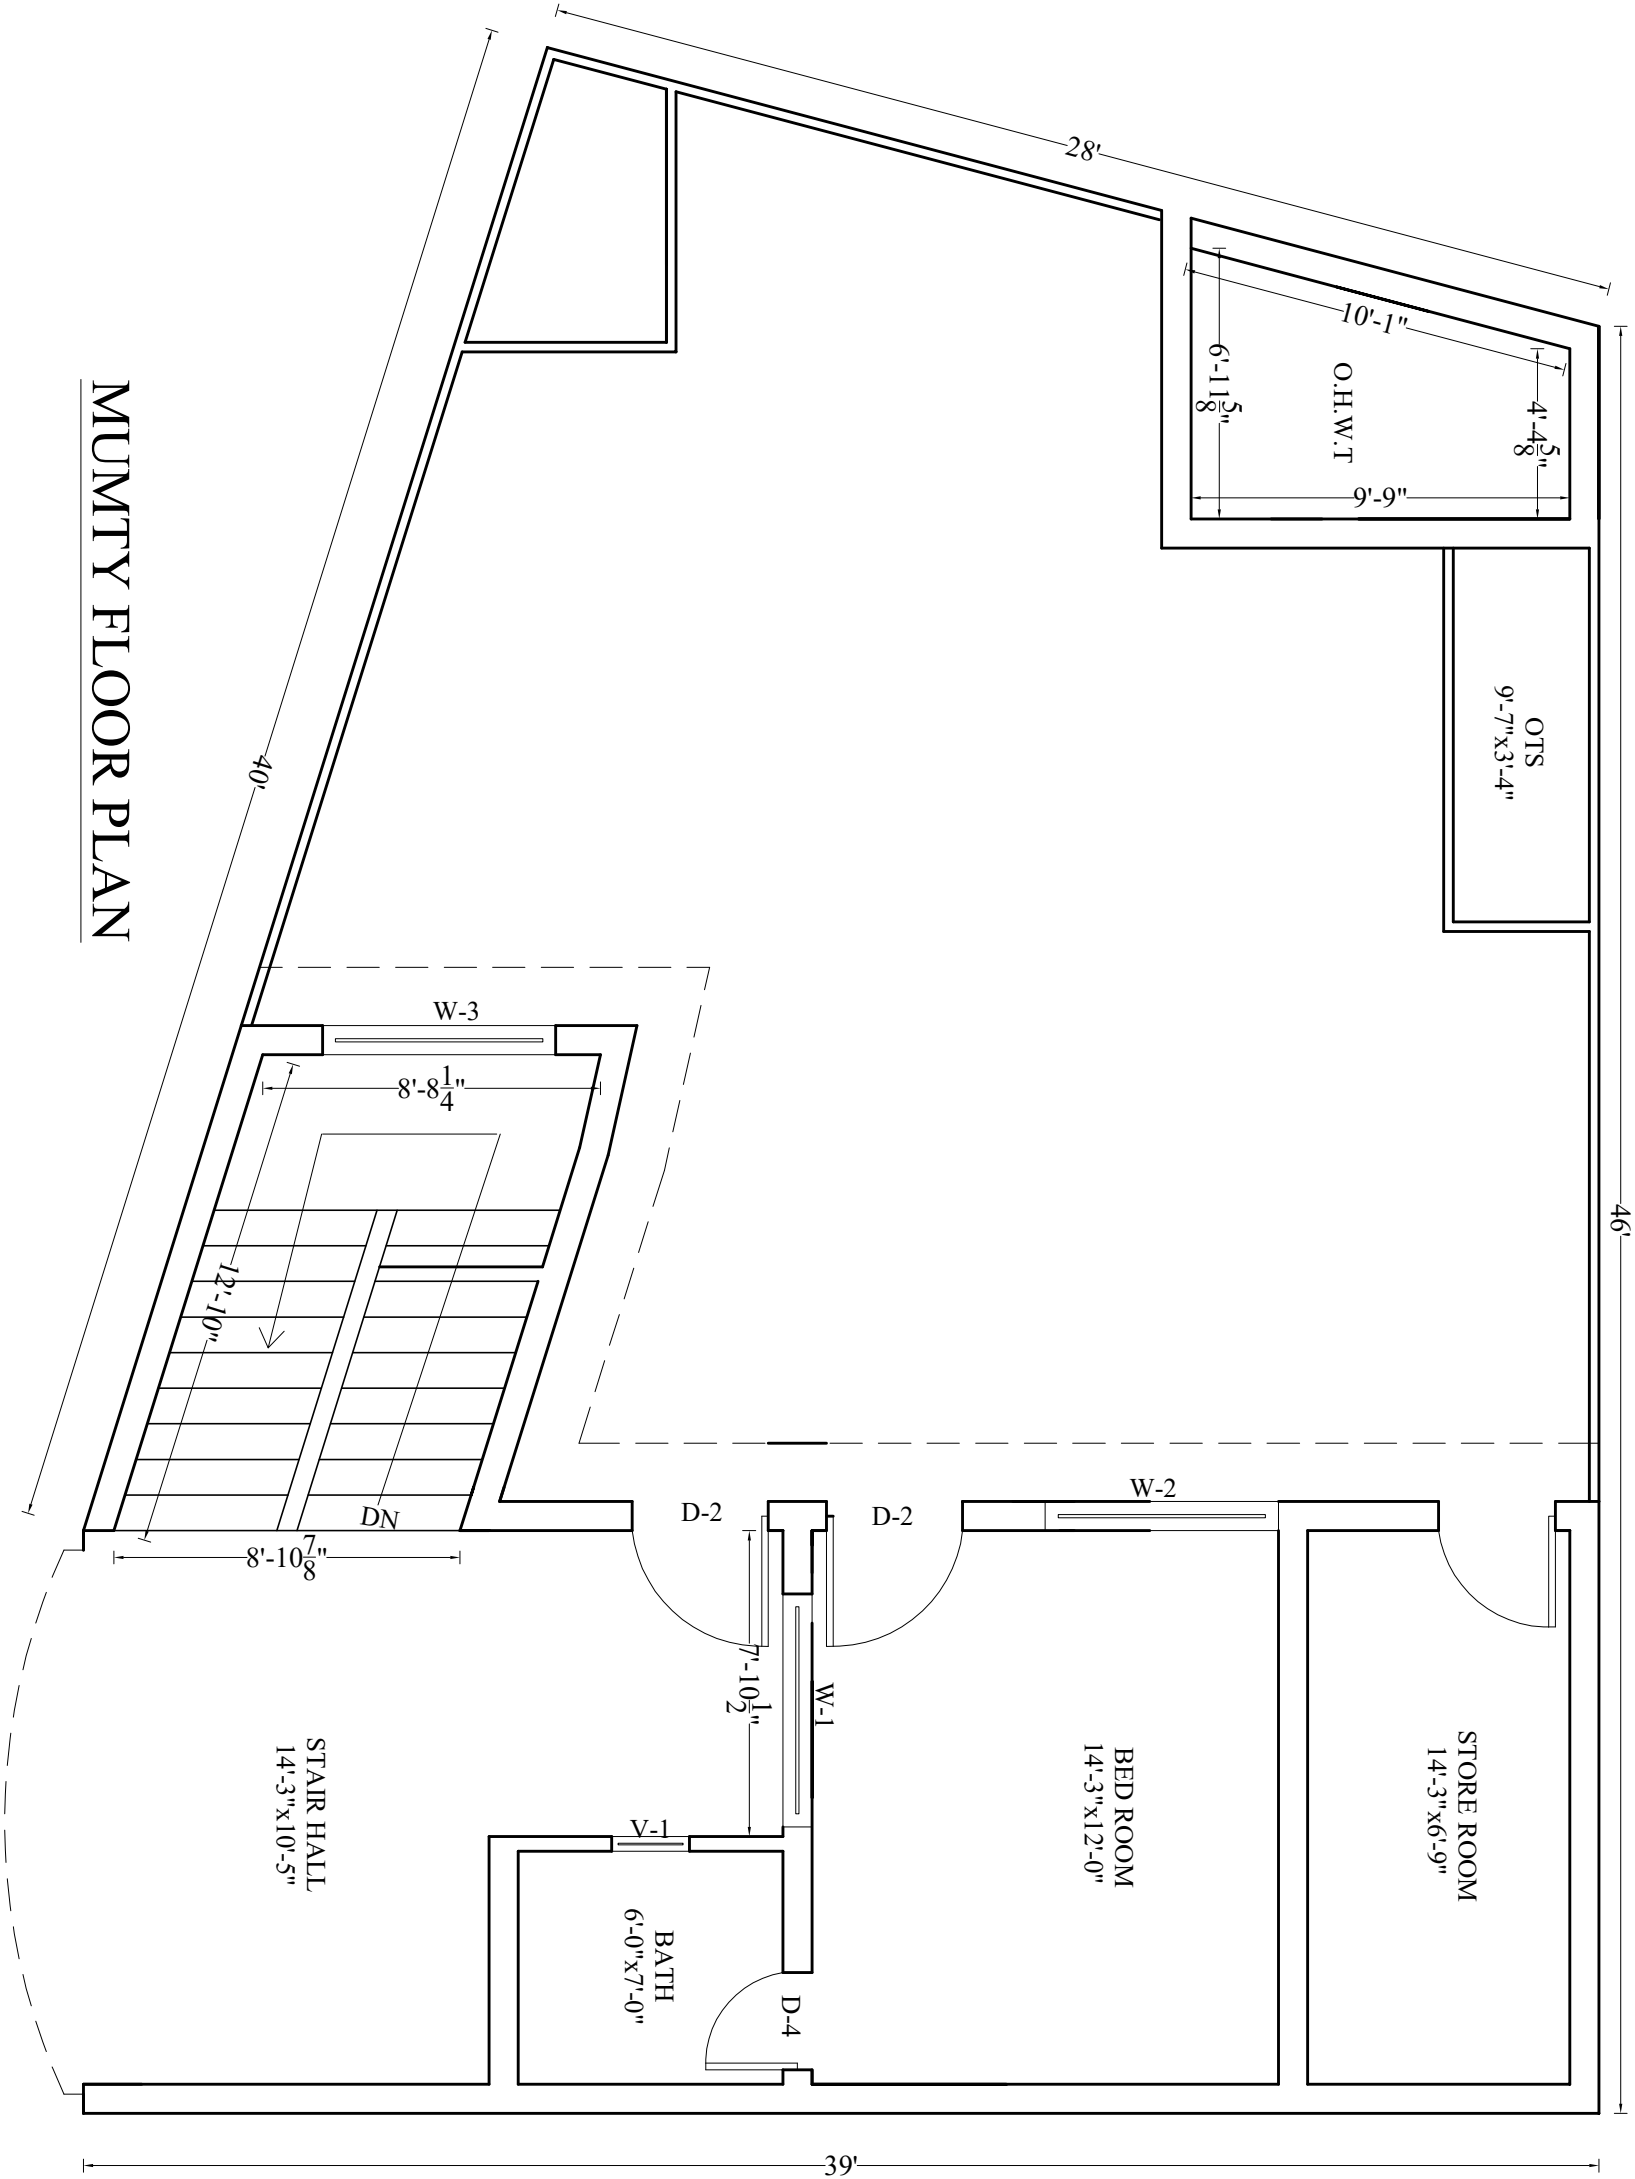 28'
46'
10'-1"
6'-11 5/8"
O.H.W.T
4'-4 5/8"
9'-9"
OTS
9'-7"x3'-4"
MUMTY FLOOR PLAN
40'
W-3
8'-8 1/4"
12'-10"
DN
8'-10 7/8"
D-2
D-2
W-2
7'-10 1/2"
W-1
STORE ROOM
14'-3"x6'-9"
BED ROOM
14'-3"x12'-0"
STAIR HALL
14'-3"x10'-5"
V-1
BATH
6'-0"x7'-0"
D-4
39'